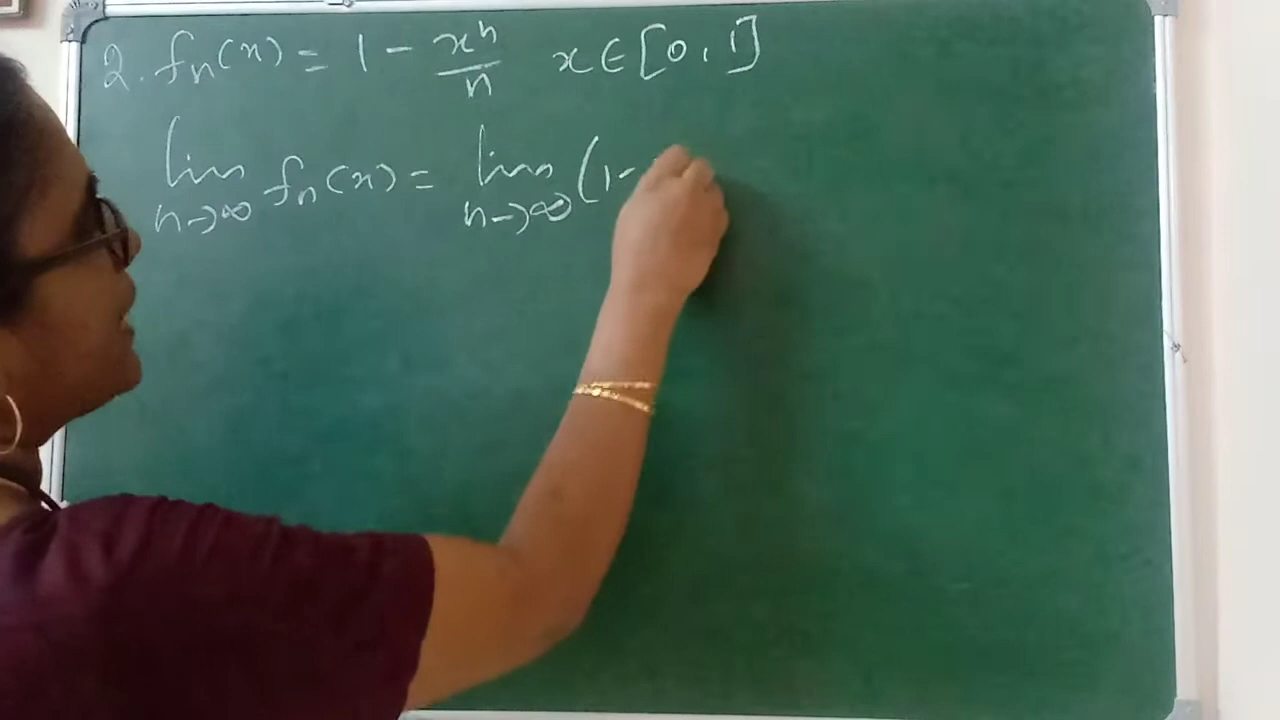 2. fₙ(x) = 1 - xⁿ/n x ∈ [0, 1]
lim n→∞ fₙ(x) = lim n→∞ (1-